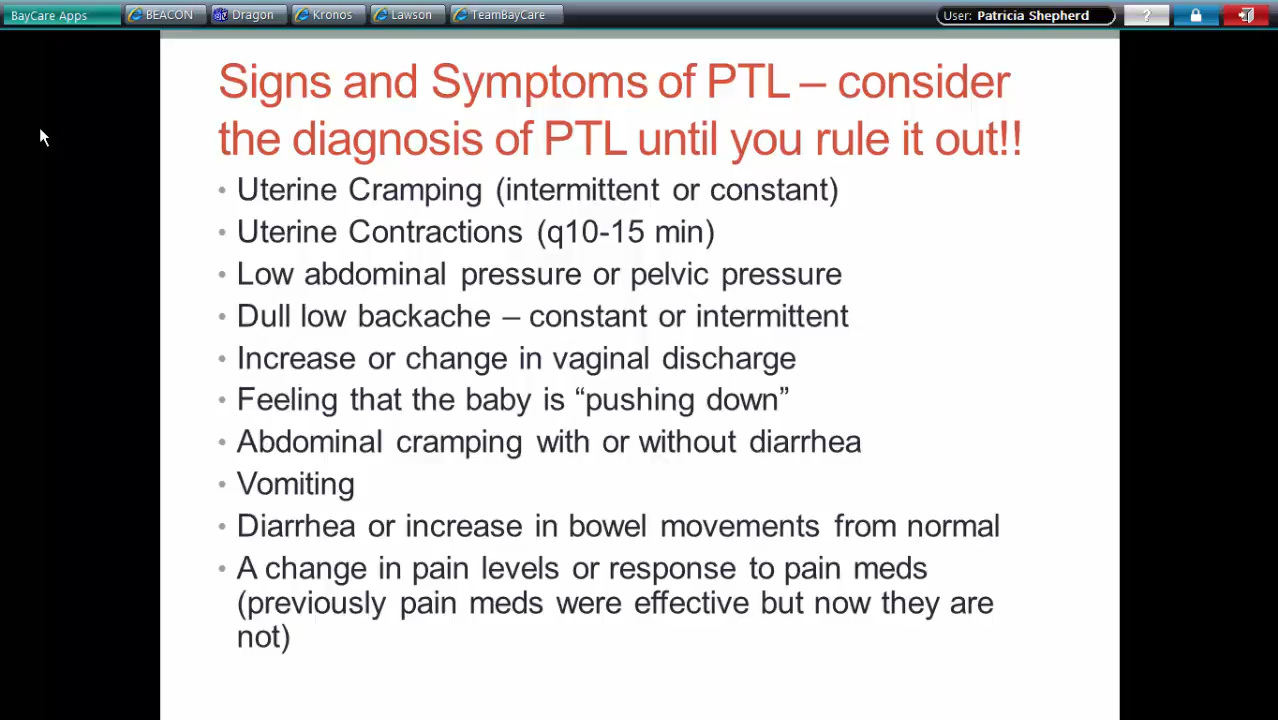 BayCare Apps BEACON Dragon Kronos Lawson TeamBayCare User: Patricia Shepherd ?
Signs and Symptoms of PTL – consider
the diagnosis of PTL until you rule it out!!
• Uterine Cramping (intermittent or constant)
• Uterine Contractions (q10-15 min)
• Low abdominal pressure or pelvic pressure
• Dull low backache – constant or intermittent
• Increase or change in vaginal discharge
• Feeling that the baby is “pushing down”
• Abdominal cramping with or without diarrhea
• Vomiting
• Diarrhea or increase in bowel movements from normal
• A change in pain levels or response to pain meds
(previously pain meds were effective but now they are
not)